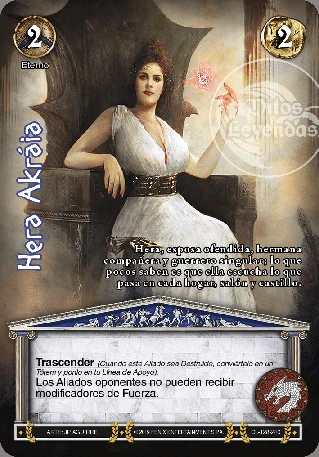 2
2
Eterno
Mitos
Leyendas
Hera Akráia
Hera, esposa ofendida, hermana
compañera y guerrero singular; lo que
pocos saben es que ella escucha lo que
pasa en cada hogar, salón y castillo.
Trascender (Cuando este Aliado sea Destruido, conviértelo en un
Tótem y ponlo en tu Línea de Apoyo).
Los Aliados oponentes no pueden recibir
modificadores de Fuerza.